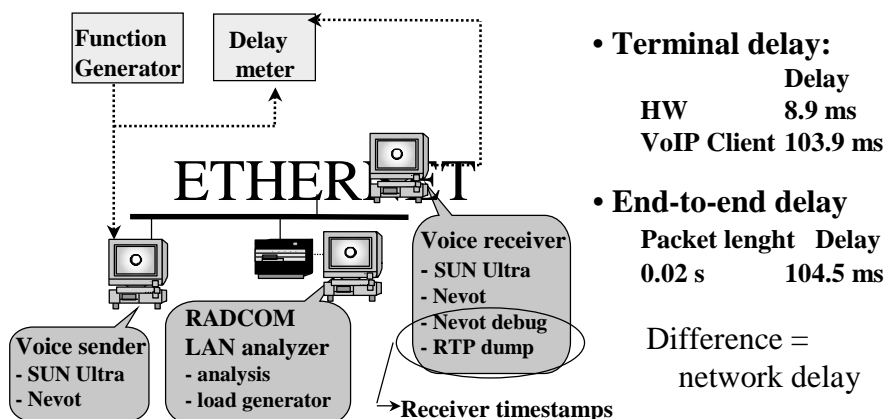 Function
Generator
Delay
meter
ETHERNET
Voice sender
- SUN Ultra
- Nevot
RADCOM
LAN analyzer
- analysis
- load generator
Voice receiver
- SUN Ultra
- Nevot
- Nevot debug
- RTP dump
Receiver timestamps
• Terminal delay:
Delay
HW 8.9 ms
VoIP Client 103.9 ms
• End-to-end delay
Packet lenght Delay
0.02 s 104.5 ms
Difference =
network delay